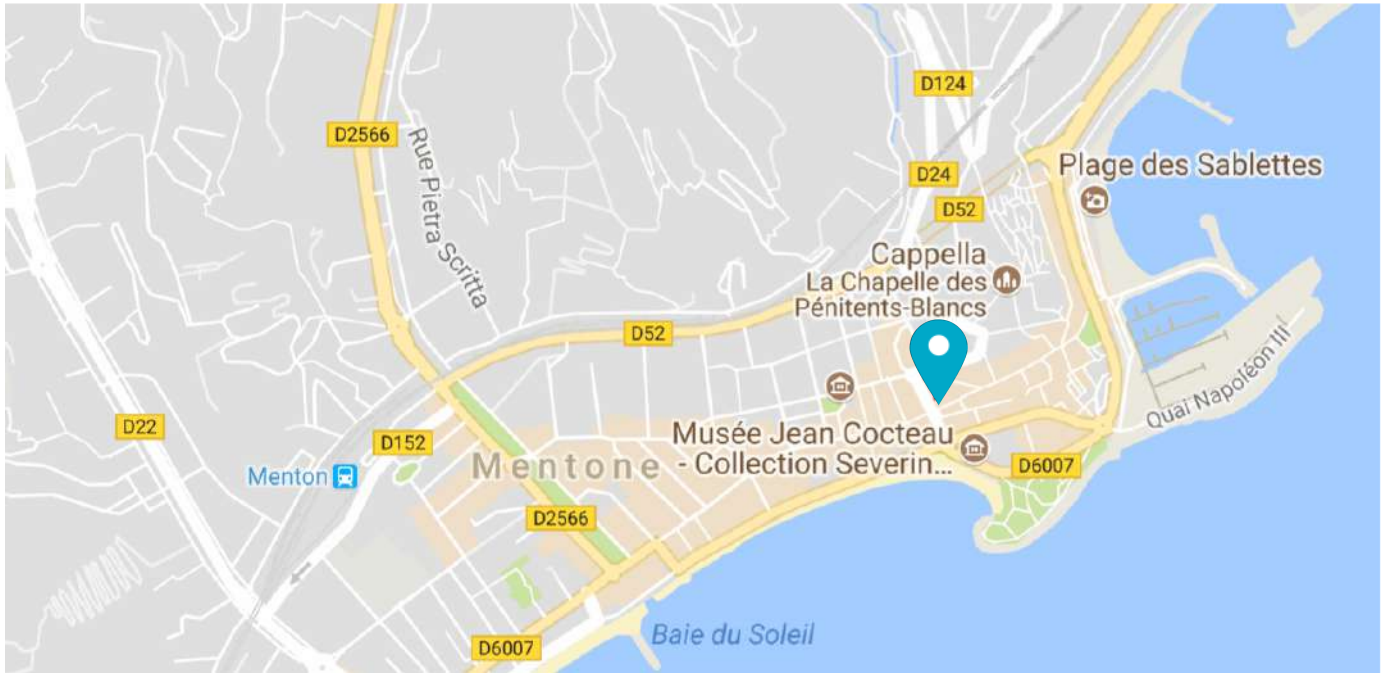 D124
D2566
Rue Pietra Scritta
Plage des Sablettes
D24
D52
Cappella
La Chapelle des
Pénitents-Blancs
D52
Quai Napoléon III
D22
D152
Musée Jean Cocteau
- Collection Severin...
Mentone
Menton
D6007
D2566
Baie du Soleil
D6007